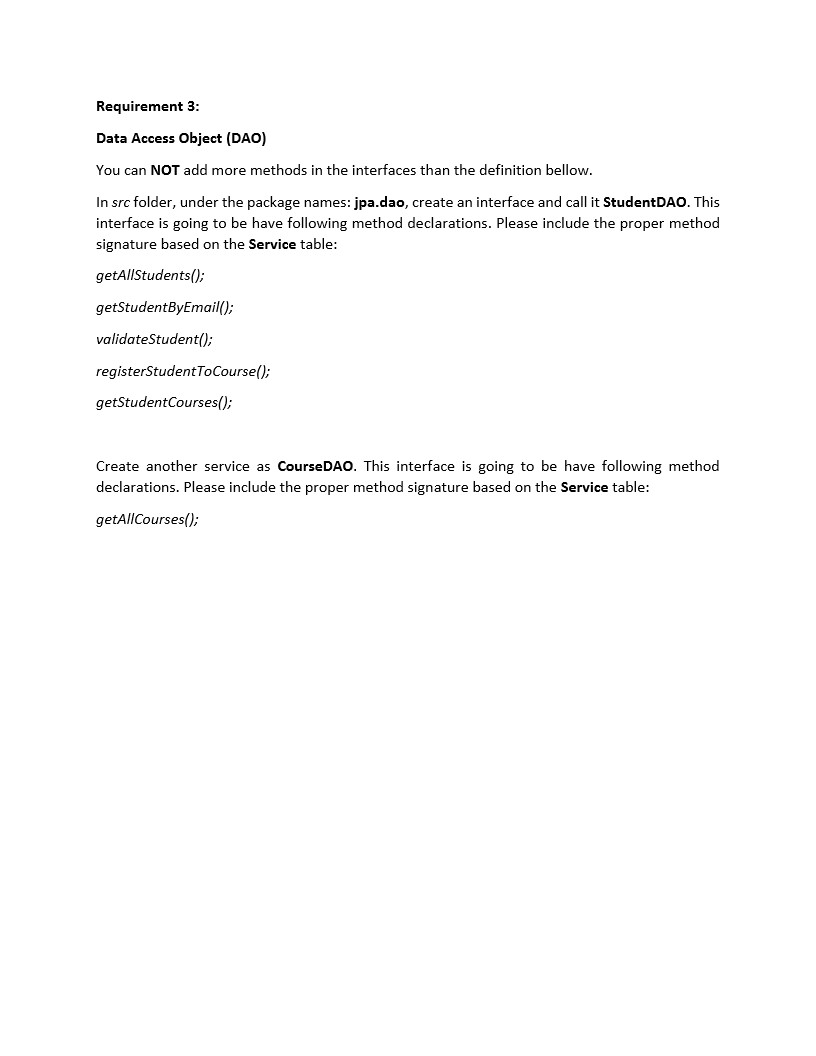 Requirement 3:
Data Access Object (DAO)
You can NOT add more methods in the interfaces than the definition bellow.
In src folder, under the package names: jpa.dao, create an interface and call it StudentDAO. This
interface is going to be have following method declarations. Please include the proper method
signature based on the Service table:
getAllStudents();
getStudentByEmail();
validateStudent();
registerStudentToCourse();
getStudentCourses();
Create another service as CourseDAO. This interface is going to be have following method
declarations. Please include the proper method signature based on the Service table:
getAllCourses();